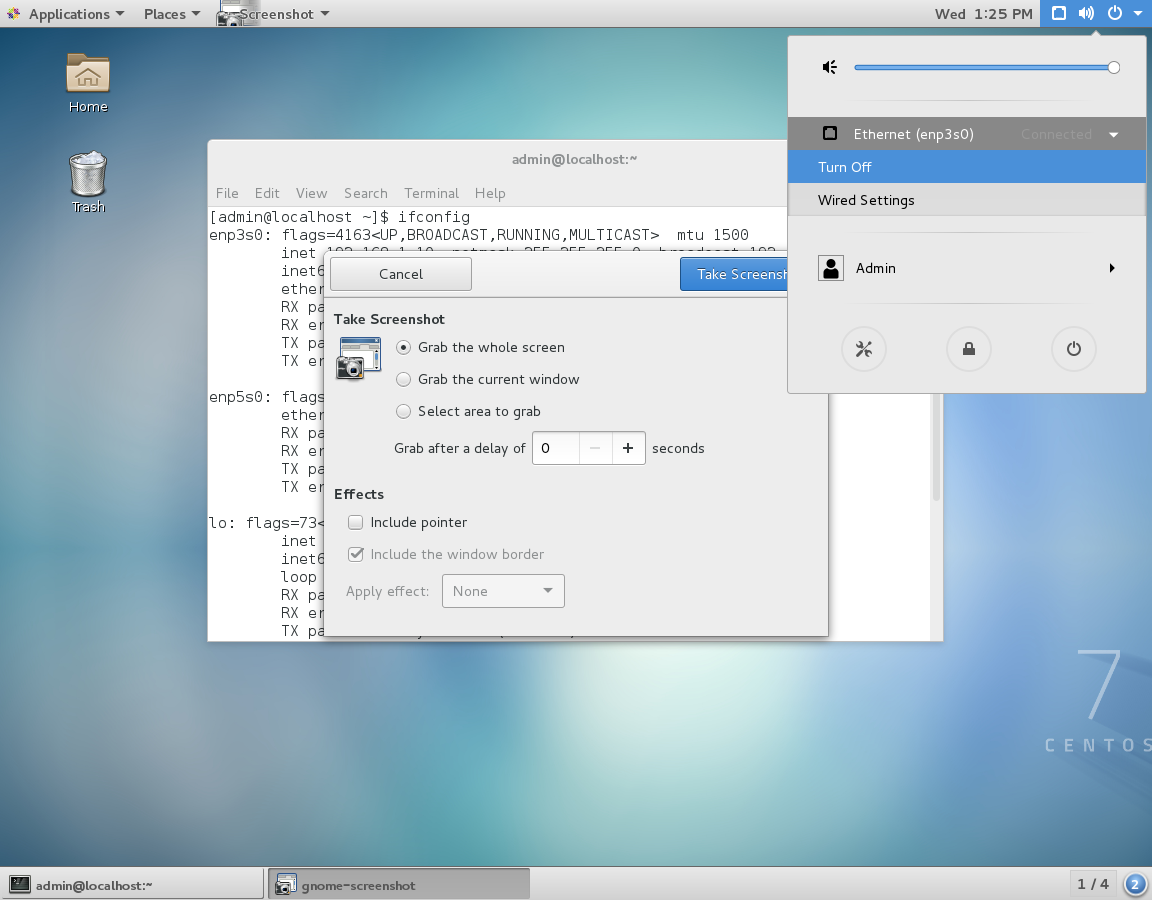 Applications Places Screenshot Wed 1:25 PM
Home
Trash
admin@localhost:~
File Edit View Search Terminal Help
[admin@localhost ~]$ ifconfig
enp3s0: flags=4163<UP,BROADCAST,RUNNING,MULTICAST> mtu 1500
inet
inet6
ether
RX pa
RX er
TX pa
TX er
enp5s0: flags
ether
RX pa
RX er
TX pa
TX er
lo: flags=73<
inet
inet6
loop
RX pa
RX er
TX pa
Cancel Take Screensh
Take Screenshot
Grab the whole screen
Grab the current window
Select area to grab
Grab after a delay of 0 seconds
Effects
Include pointer
Include the window border
Apply effect: None
Ethernet (enp3s0) Connected
Turn Off
Wired Settings
Admin
7
CENTOS
admin@localhost:~ gnome-screenshot 1 / 4 2